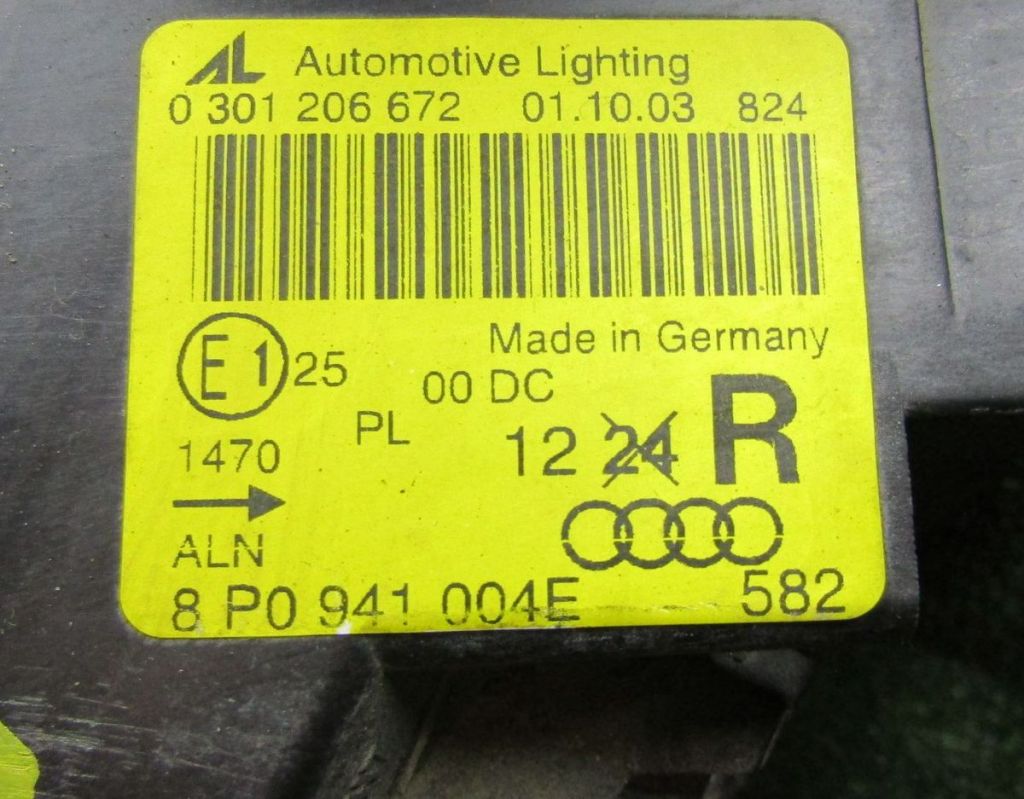 AL Automotive Lighting
0 301 206 672 01.10.03 824
Made in Germany
E1 25
00 DC
PL
12 24 R
1470
ALN
8 P0 941 004E 582